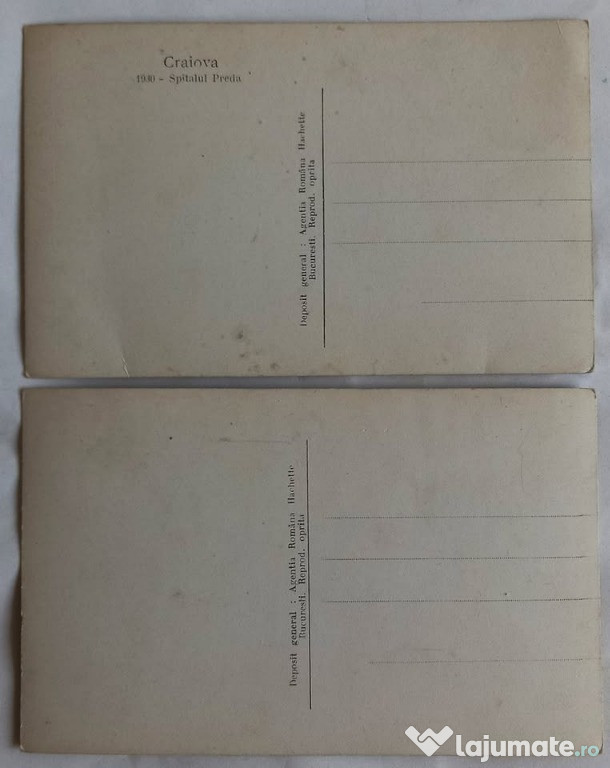 Craiova
1930 - Spitalul Preda
Deposit general : Agentia Româna Hachette
Bucuresti. Reprod. oprita
Deposit general : Agentia Româna Hachette
Bucuresti. Reprod. oprita
lajumate.ro